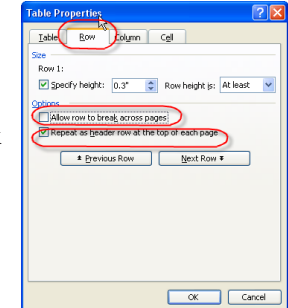 Table Properties
Table Row Column Cell
Size
Row 1:
Specify height: 0.3" Row height is: At least
Options
Allow row to break across pages
Repeat as header row at the top of each page
Previous Row Next Row
OK Cancel